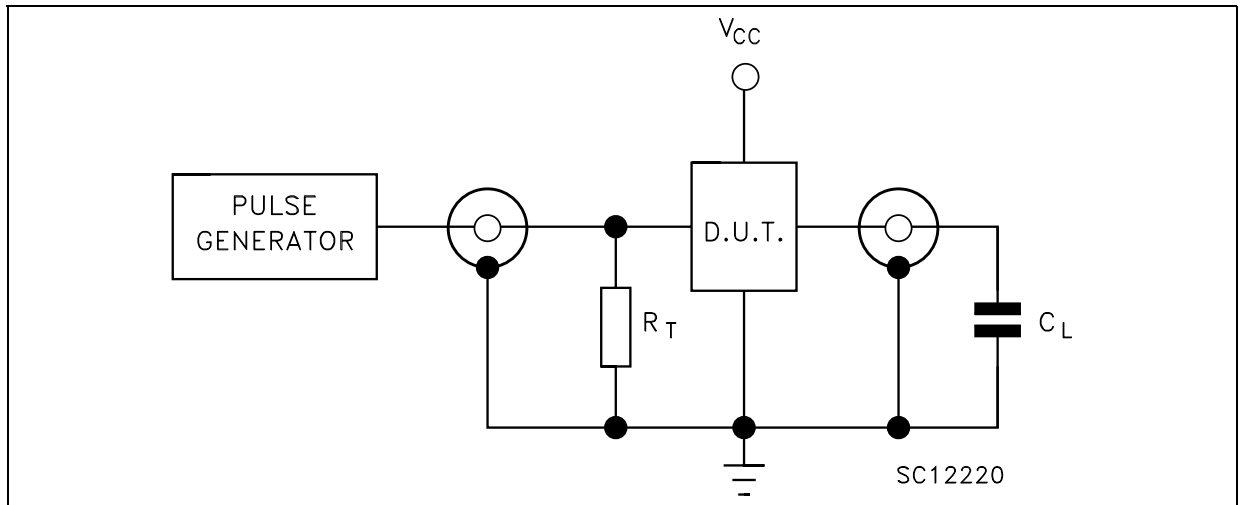 VCC
PULSE
GENERATOR
D.U.T.
RT
CL
SC12220